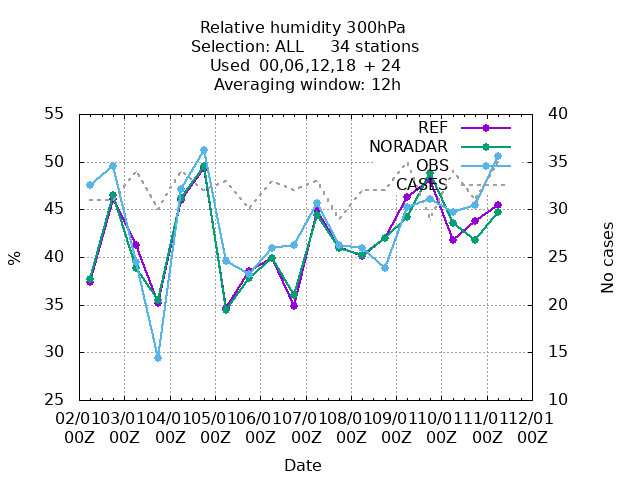 Relative humidity 300hPa
Selection: ALL 34 stations
Used 00,06,12,18 + 24
Averaging window: 12h
55
50
45
40
35
30
25
%
40
35
30
25
20
15
10
No cases
REF
NORADAR
OBS
CASES
02/01 03/01 04/01 05/01 06/01 07/01 08/01 09/01 10/01 11/01 12/01
00Z 00Z 00Z 00Z 00Z 00Z 00Z 00Z 00Z 00Z 00Z
Date